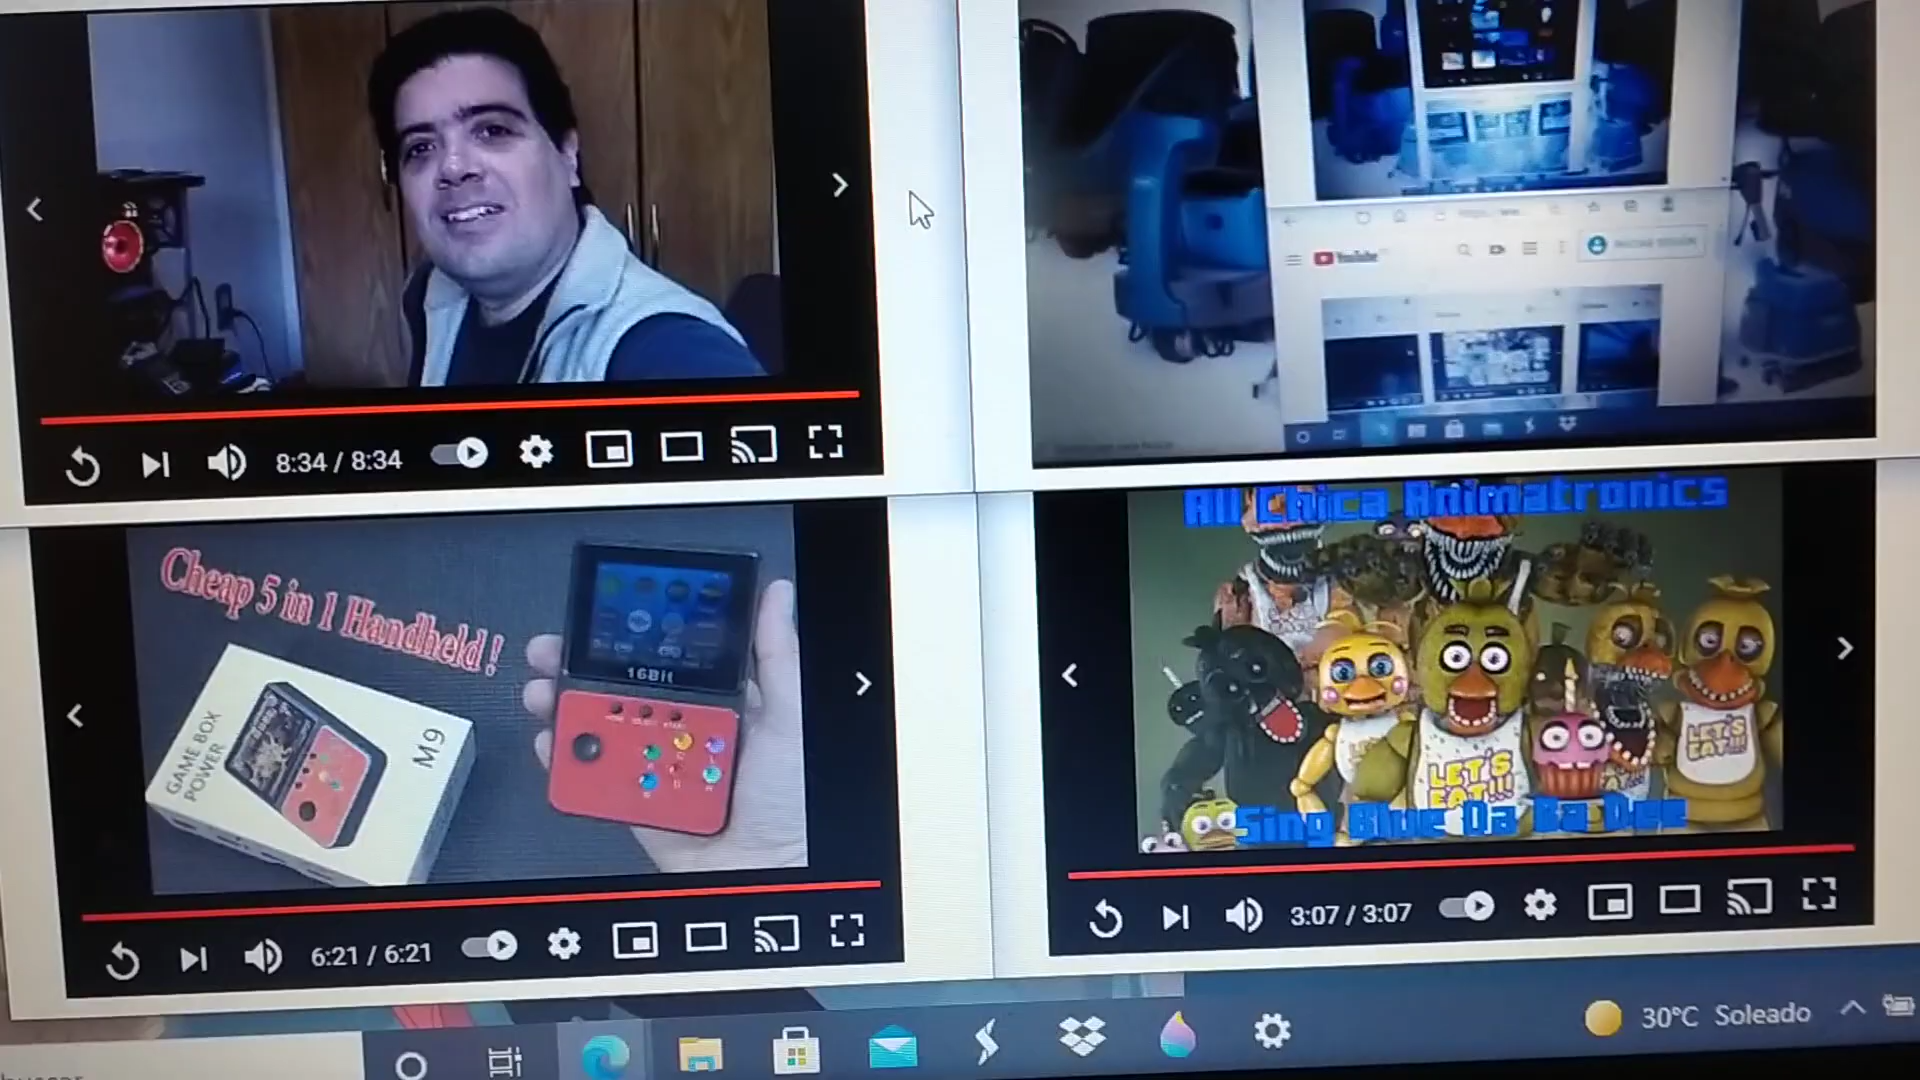 YouTube
8:34 / 8:34
Cheap 5 in 1 Handheld !
16Bit
GAME BOX
POWER
M9
6:21 / 6:21
All Chica Animatronics
LET'S
EAT!!!
LET'S
EAT!!!
Sing Blue Da Ba Dee
3:07 / 3:07
30°C Soleado